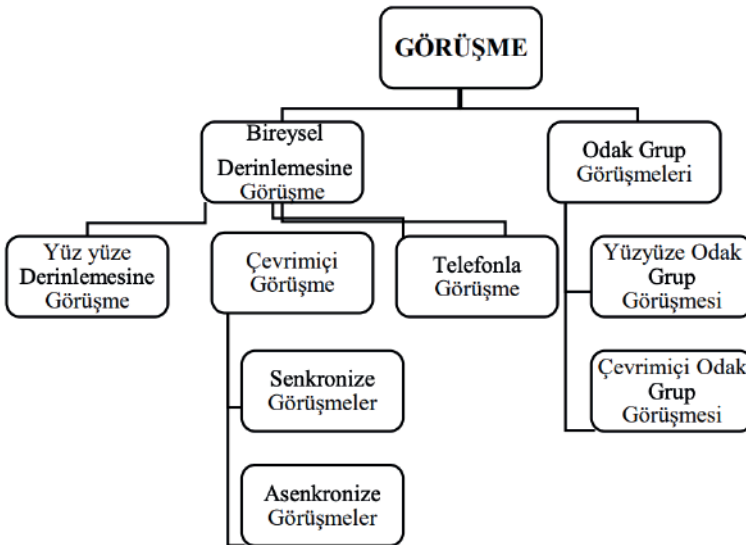 GÖRÜŞME
Bireysel
Derinlemesine
Görüşme
Odak Grup
Görüşmeleri
Yüz yüze
Derinlemesine
Görüşme
Çevrimiçi
Görüşme
Telefonla
Görüşme
Yüzyüze Odak
Grup
Görüşmesi
Senkronize
Görüşmeler
Çevrimiçi Odak
Grup
Görüşmesi
Asenkronize
Görüşmeler